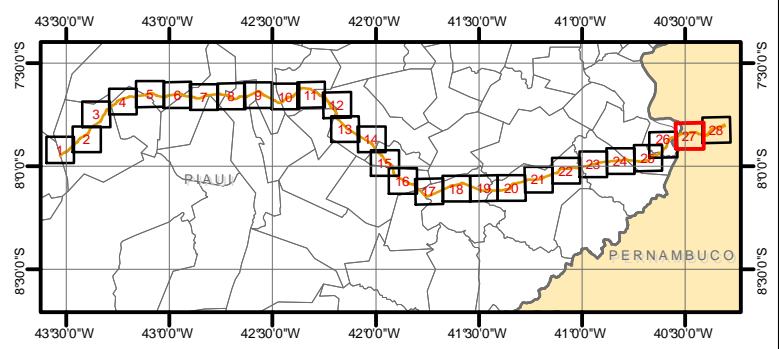 43°30'0"W 43°0'0"W 42°30'0"W 42°0'0"W 41°30'0"W 41°0'0"W 40°30'0"W
7°30'0"S 7°30'0"S
8°0'0"S 8°0'0"S
8°30'0"S 8°30'0"S
1 2 3 4 5 6 7 8 9 10 11 12 13 14 15 16 17 18 19 20 21 22 23 24 25 26 27 28
PIAUI
PERNAMBUCO
43°30'0"W 43°0'0"W 42°30'0"W 42°0'0"W 41°30'0"W 41°0'0"W 40°30'0"W